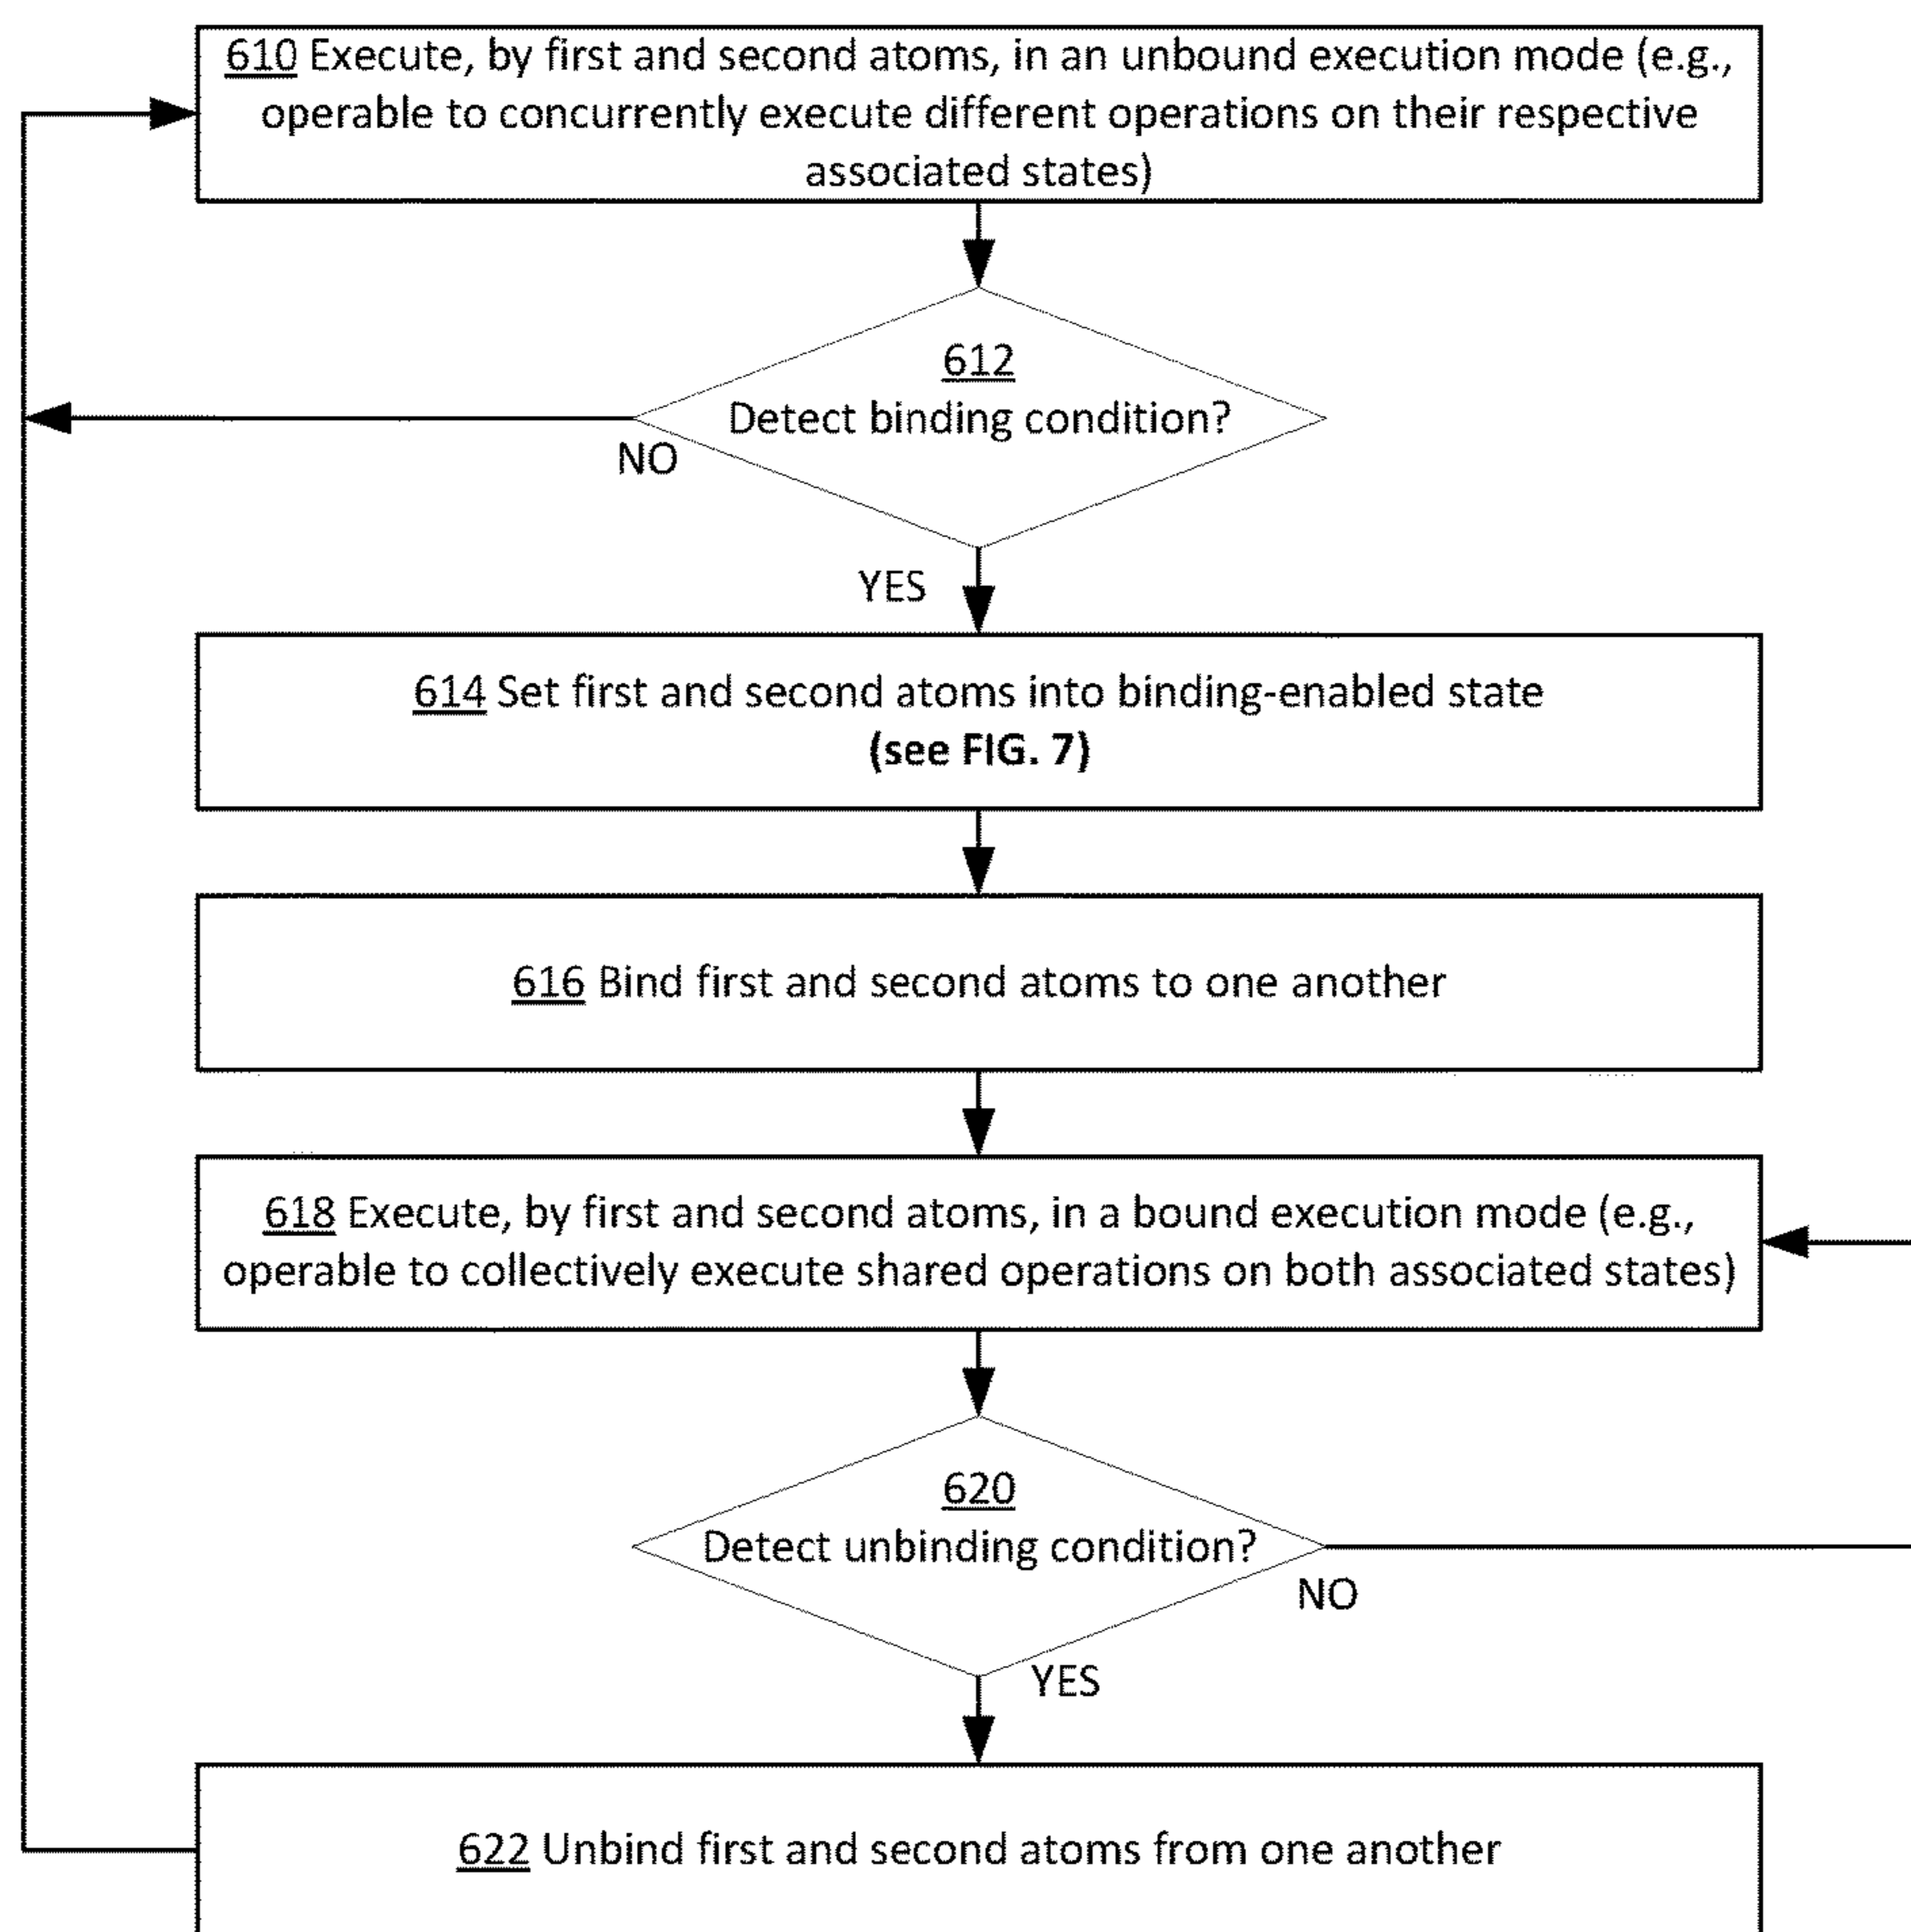 610 Execute, by first and second atoms, in an unbound execution mode (e.g.,
operable to concurrently execute different operations on their respective
associated states)
612
Detect binding condition?
NO
YES
614 Set first and second atoms into binding-enabled state
(see FIG. 7)
616 Bind first and second atoms to one another
618 Execute, by first and second atoms, in a bound execution mode (e.g.,
operable to collectively execute shared operations on both associated states)
620
Detect unbinding condition?
NO
YES
622 Unbind first and second atoms from one another